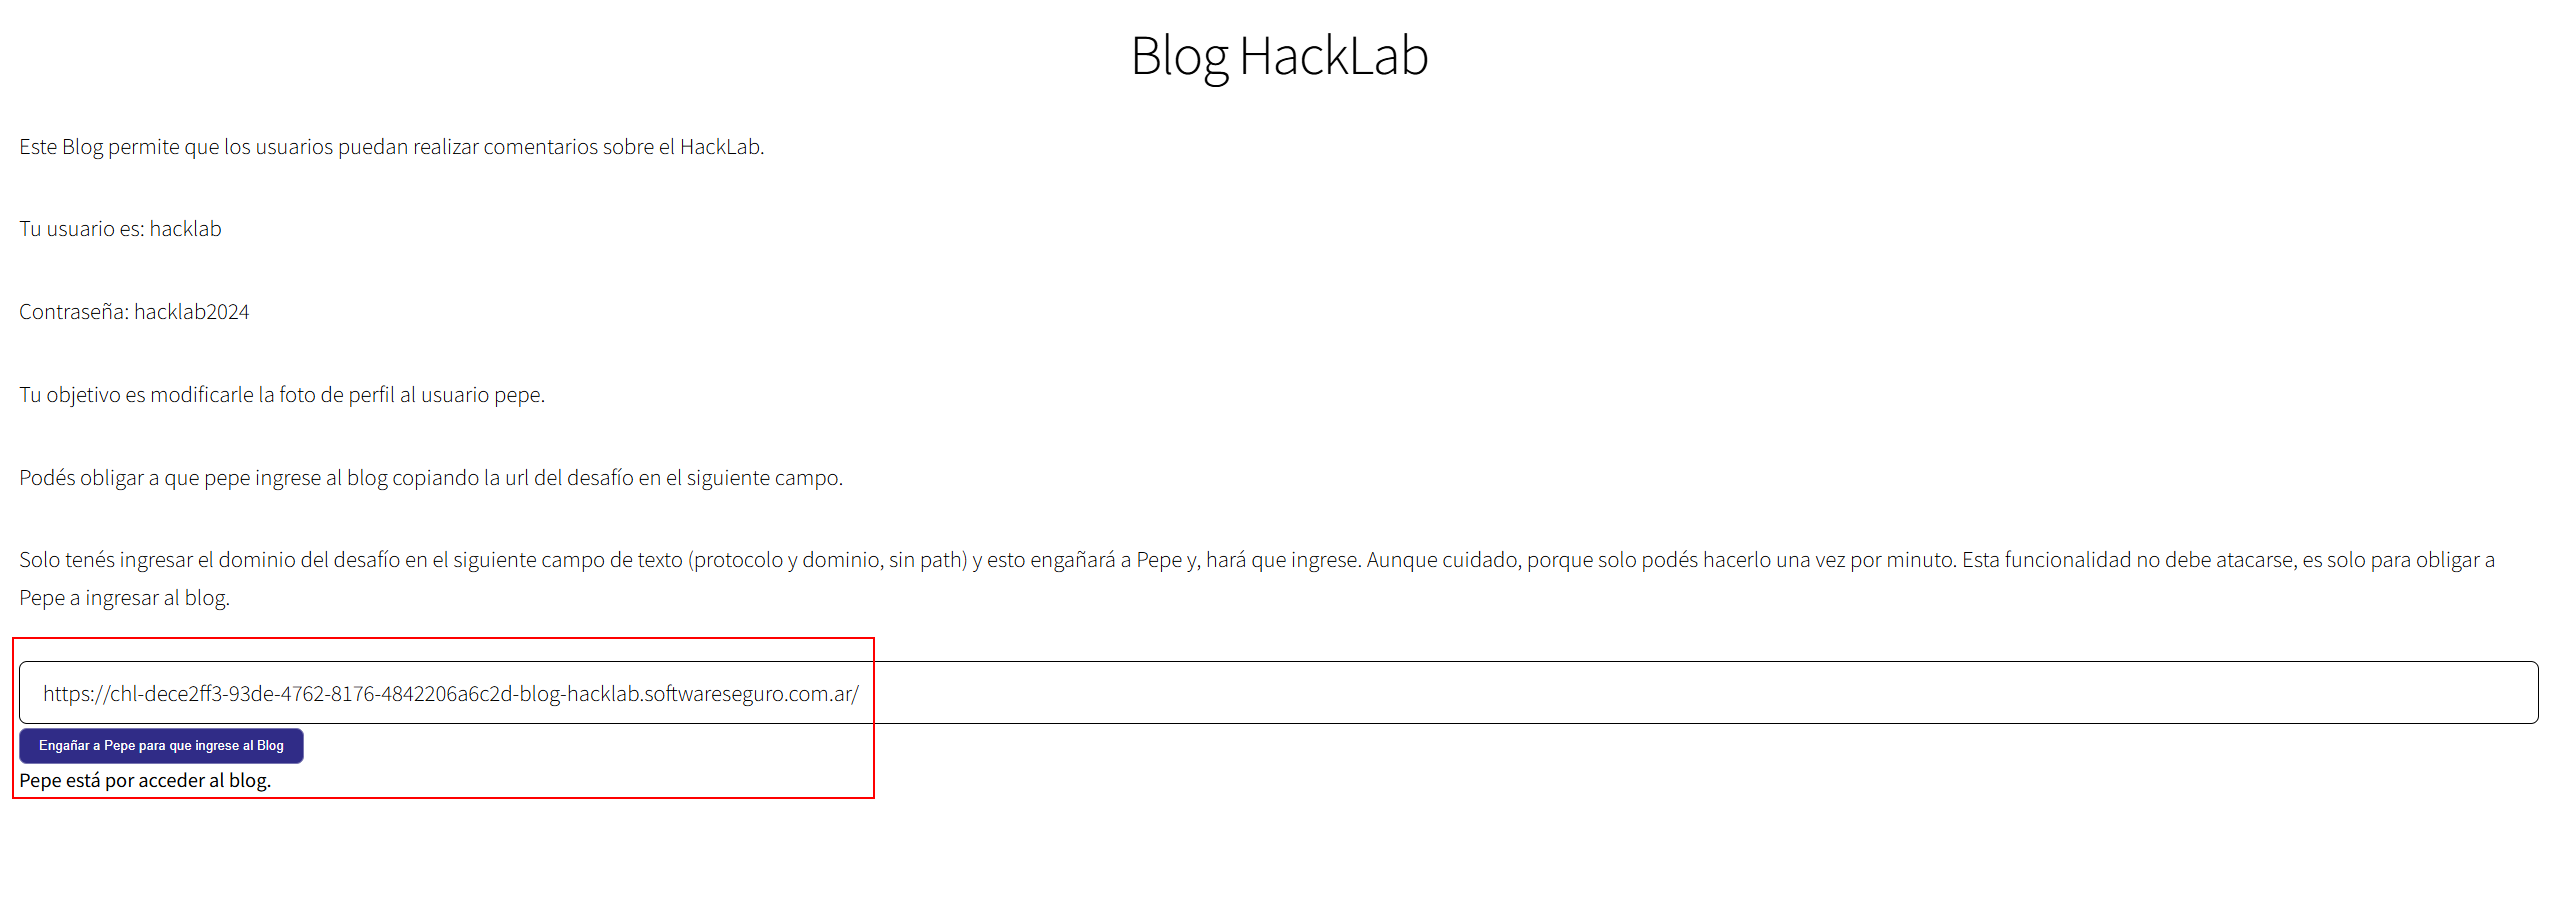 Blog HackLab
Este Blog permite que los usuarios puedan realizar comentarios sobre el HackLab.
Tu usuario es: hacklab
Contraseña: hacklab2024
Tu objetivo es modificarle la foto de perfil al usuario pepe.
Podés obligar a que pepe ingrese al blog copiando la url del desafío en el siguiente campo.
Solo tenés ingresar el dominio del desafío en el siguiente campo de texto (protocolo y dominio, sin path) y esto engañará a Pepe y, hará que ingrese. Aunque cuidado, porque solo podés hacerlo una vez por minuto. Esta funcionalidad no debe atacarse, es solo para obligar a
Pepe a ingresar al blog.
https://chl-dece2ff3-93de-4762-8176-4842206a6c2d-blog-hacklab.softwareseguro.com.ar/
Engañar a Pepe para que ingrese al Blog
Pepe está por acceder al blog.